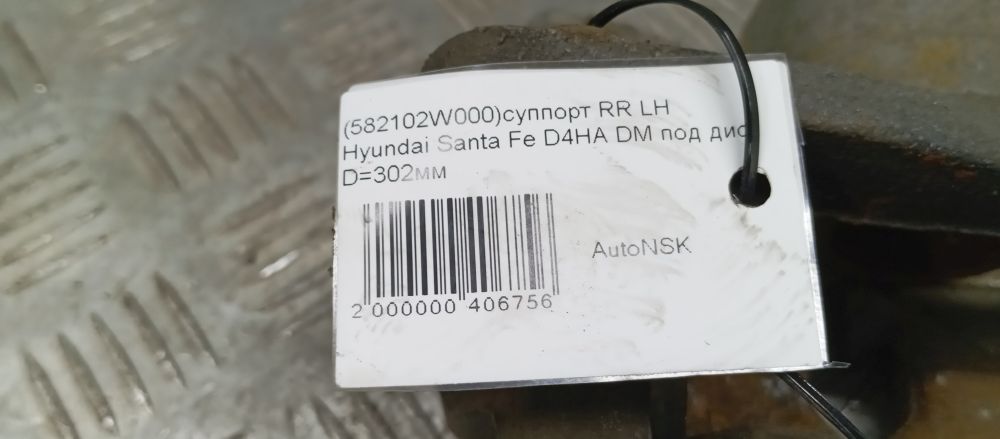 (582102W000)суппорт RR LH
Hyundai Santa Fe D4HA DM под дис
D=302мм
AutoNSK
2 000000 406756